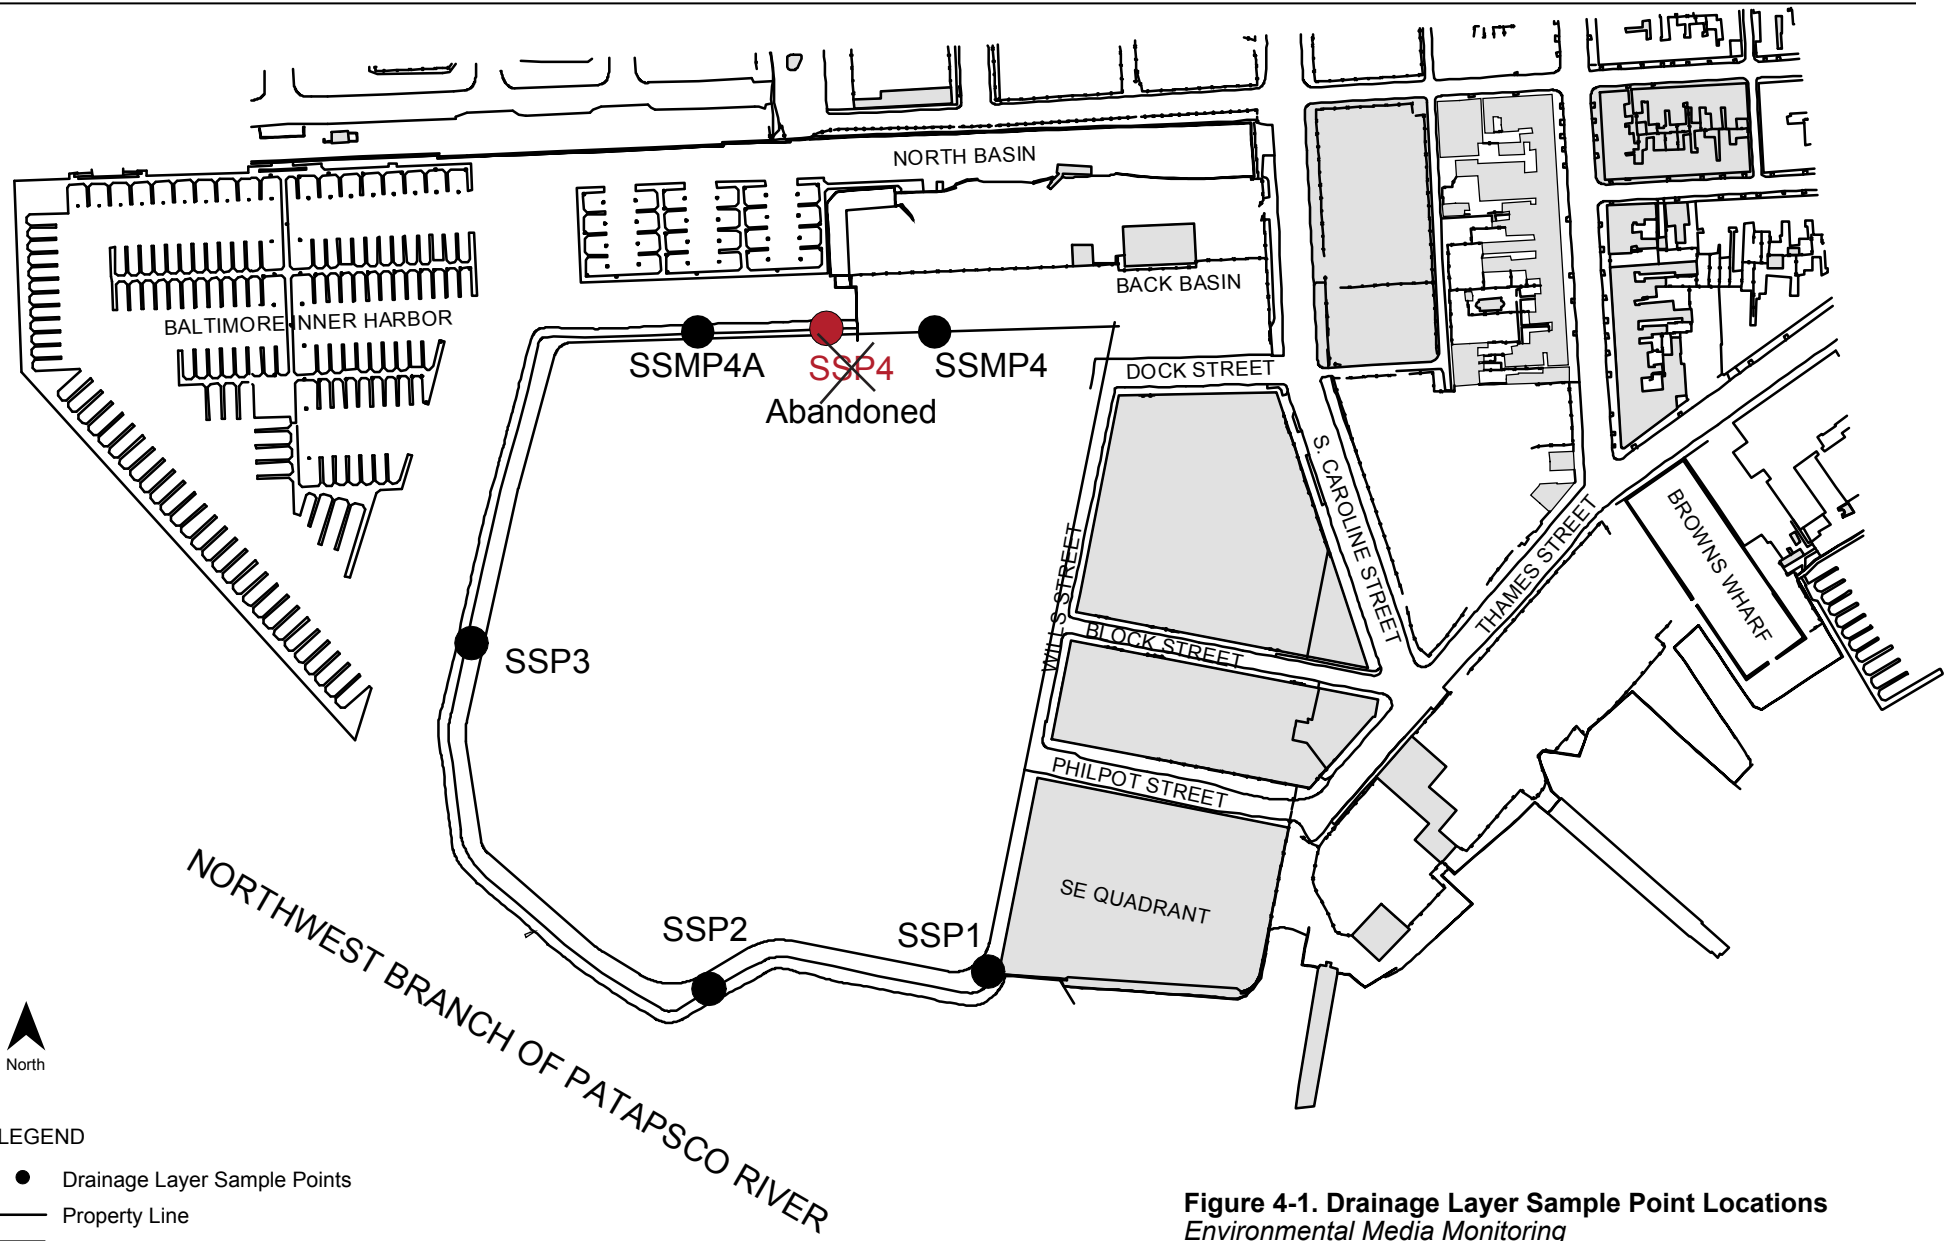 NORTH BASIN
BACK BASIN
BALTIMORE INNER HARBOR
SSMP4A
SSP4
SSMP4
Abandoned
DOCK STREET
S. CAROLINE STREET
WILLS STREET
BLOCK STREET
THAMES STREET
BROWNS WHARF
SSP3
PHILPOT STREET
SE QUADRANT
SSP2
SSP1
NORTHWEST BRANCH OF PATAPSCO RIVER
North
LEGEND
Drainage Layer Sample Points
Property Line
Figure 4-1. Drainage Layer Sample Point Locations
Environmental Media Monitoring